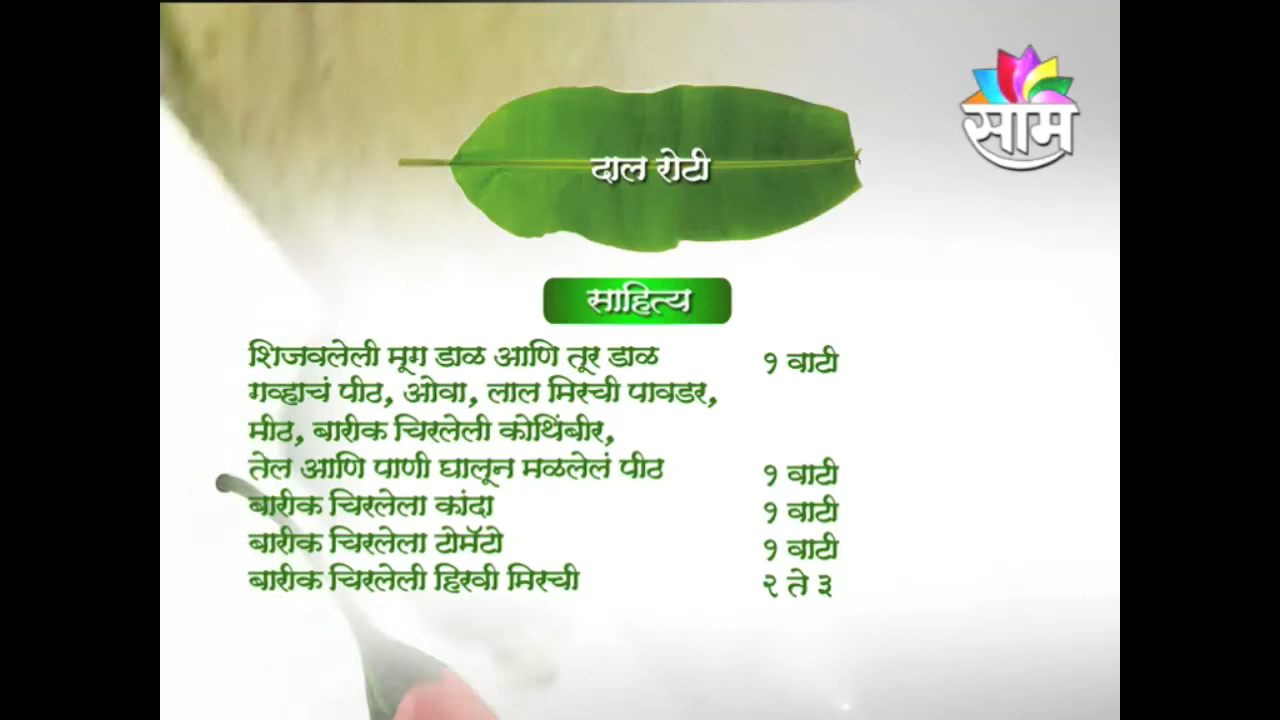 साम
दाल रोटी
साहित्य
शिजवलेली मूग डाळ आणि तूर डाळ १ वाटी
गव्हाचं पीठ, ओवा, लाल मिरची पावडर,
मीठ, बारीक चिरलेली कोथिंबीर,
तेल आणि पाणी घालून मळलेलं पीठ १ वाटी
बारीक चिरलेला कांदा १ वाटी
बारीक चिरलेला टोमॅटो १ वाटी
बारीक चिरलेली हिरवी मिरची २ ते ३